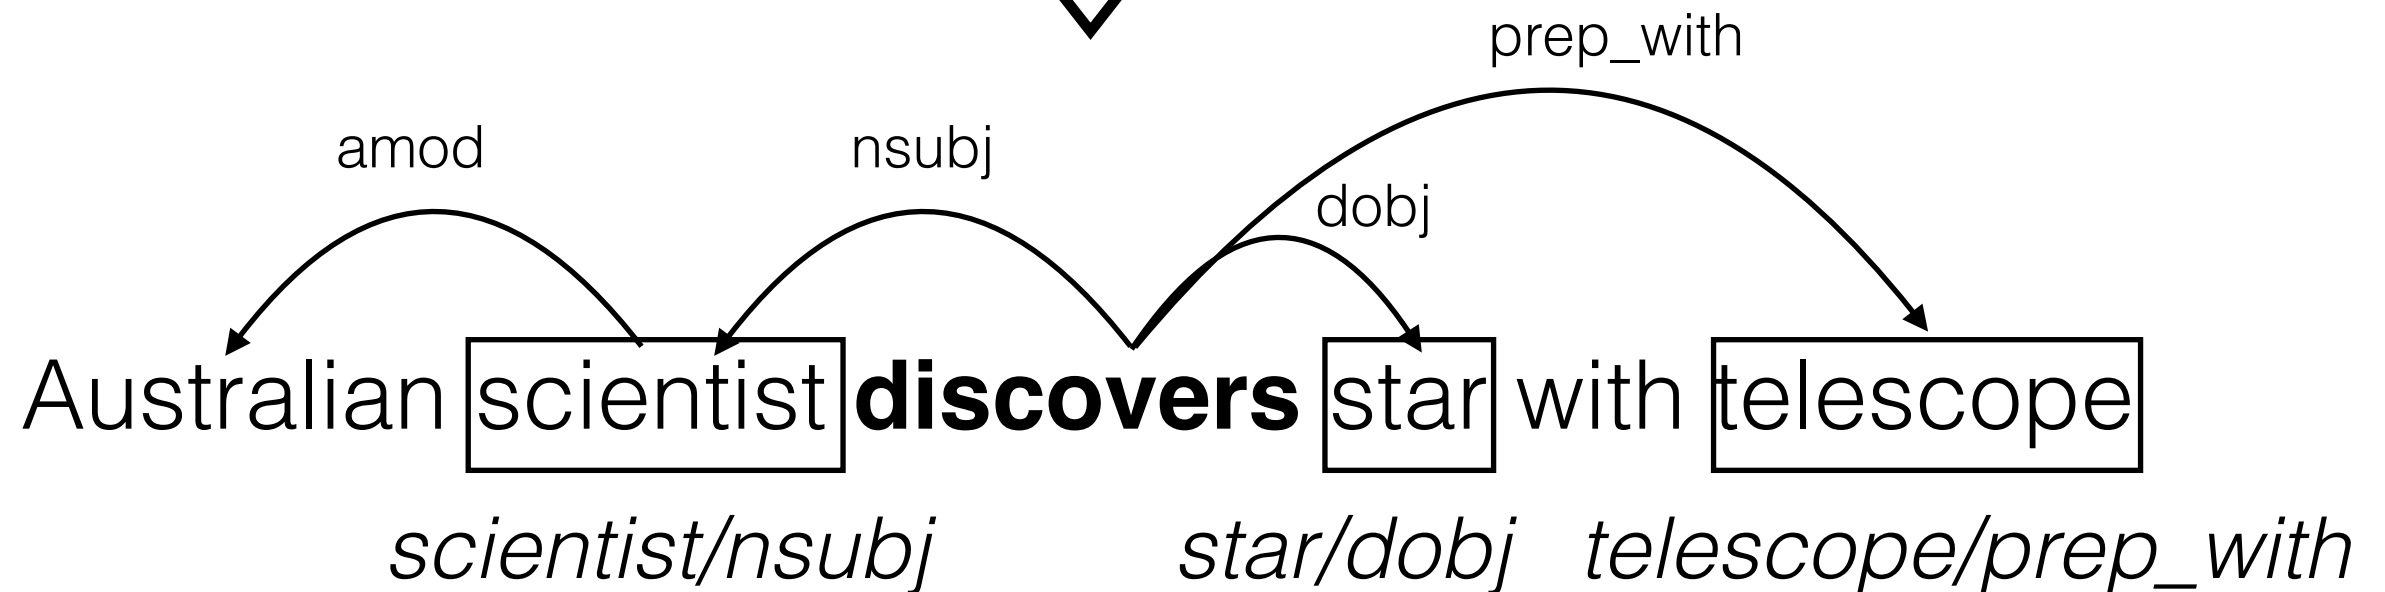 prep_with
amod nsubj
dobj
Australian scientist discovers star with telescope
scientist/nsubj star/dobj telescope/prep_with